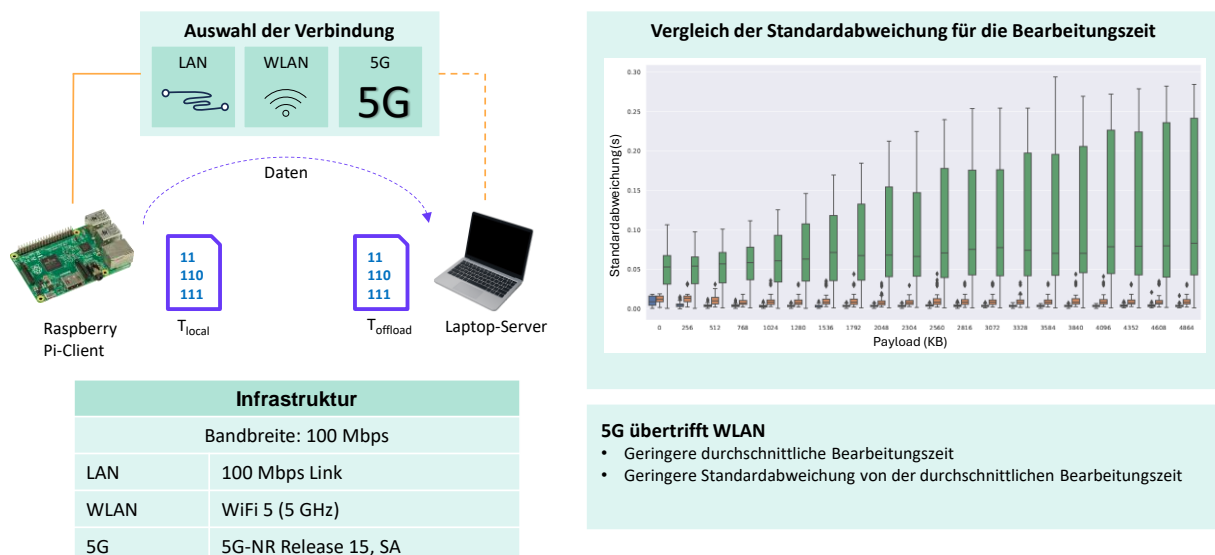 Auswahl der Verbindung
LAN
WLAN
5G
5G
Daten
11
110
111
11
110
111
Raspberry
Pi-Client
Tlocal
Toffload
Laptop-Server
Infrastruktur
Bandbreite: 100 Mbps
LAN 100 Mbps Link
WLAN WiFi 5 (5 GHz)
5G 5G-NR Release 15, SA
Vergleich der Standardabweichung für die Bearbeitungszeit
Standardabweichung(s)
0.30
0.25
0.20
0.15
0.10
0.05
0.00
0 256 512 768 1024 1280 1536 1792 2048 2304 2560 2816 3072 3328 3584 3840 4096 4352 4608 4864
Payload (KB)
5G übertrifft WLAN
• Geringere durchschnittliche Bearbeitungszeit
• Geringere Standardabweichung von der durchschnittlichen Bearbeitungszeit